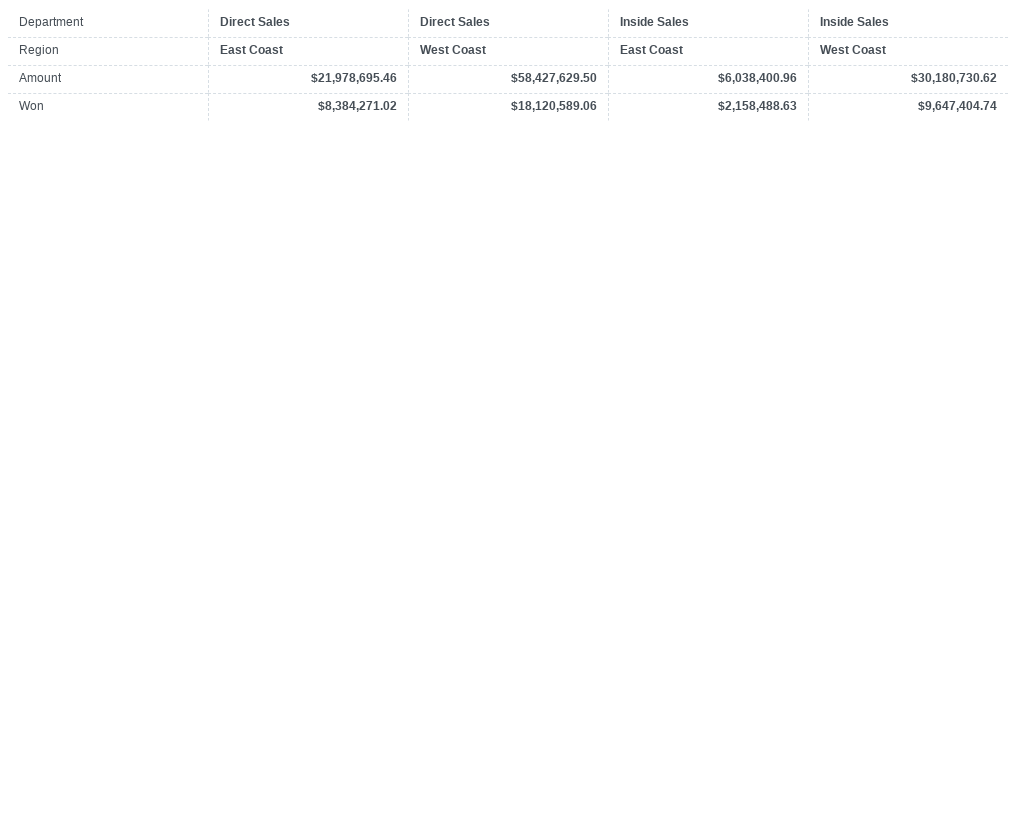 Department Direct Sales Direct Sales Inside Sales Inside Sales
Region East Coast West Coast East Coast West Coast
Amount $21,978,695.46 $58,427,629.50 $6,038,400.96 $30,180,730.62
Won $8,384,271.02 $18,120,589.06 $2,158,488.63 $9,647,404.74